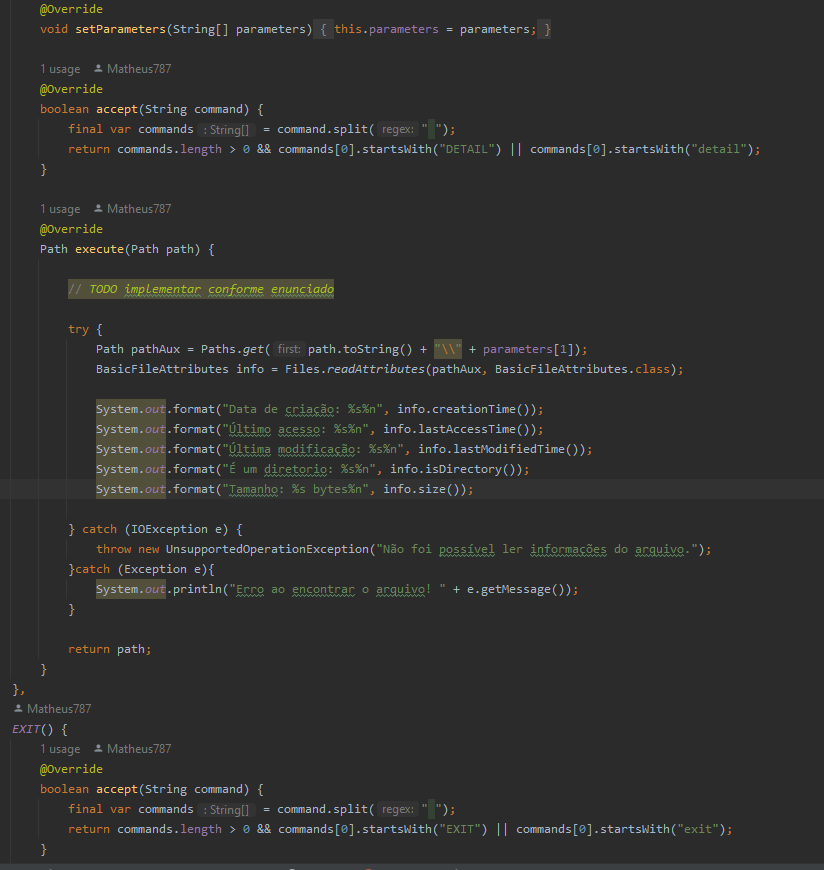 @Override
void setParameters(String[] parameters) { this.parameters = parameters; }
1 usage Matheus787
@Override
boolean accept(String command) {
final var commands : String[] = command.split( regex: " ");
return commands.length > 0 && commands[0].startsWith("DETAIL") || commands[0].startsWith("detail");
}
1 usage Matheus787
@Override
Path execute(Path path) {
// TODO implementar conforme enunciado
try {
Path pathAux = Paths.get( first: path.toString() + "\\" + parameters[1]);
BasicFileAttributes info = Files.readAttributes(pathAux, BasicFileAttributes.class);
System.out.format("Data de criação: %s%n", info.creationTime());
System.out.format("Último acesso: %s%n", info.lastAccessTime());
System.out.format("Última modificação: %s%n", info.lastModifiedTime());
System.out.format("É um diretorio: %s%n", info.isDirectory());
System.out.format("Tamanho: %s bytes%n", info.size());
} catch (IOException e) {
throw new UnsupportedOperationException("Não foi possível ler informações do arquivo.");
}catch (Exception e){
System.out.println("Erro ao encontrar o arquivo! " + e.getMessage());
}
return path;
}
},
Matheus787
EXIT() {
1 usage Matheus787
@Override
boolean accept(String command) {
final var commands : String[] = command.split( regex: " ");
return commands.length > 0 && commands[0].startsWith("EXIT") || commands[0].startsWith("exit");
}